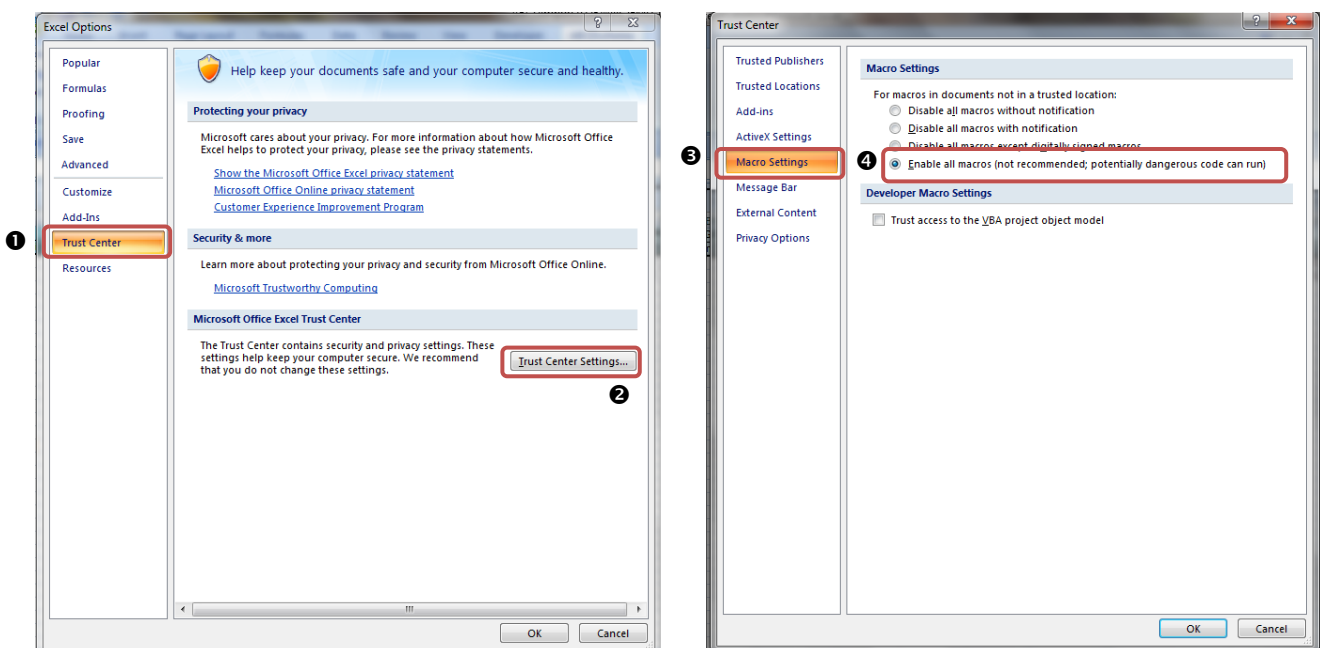 Excel Options
Popular
Formulas
Proofing
Save
Advanced
Customize
Add-Ins
❶
Trust Center
Resources
Help keep your documents safe and your computer secure and healthy.
Protecting your privacy
Microsoft cares about your privacy. For more information about how Microsoft Office
Excel helps to protect your privacy, please see the privacy statements.
Show the Microsoft Office Excel privacy statement
Microsoft Office Online privacy statement
Customer Experience Improvement Program
Security & more
Learn more about protecting your privacy and security from Microsoft Office Online.
Microsoft Trustworthy Computing
Microsoft Office Excel Trust Center
The Trust Center contains security and privacy settings. These
settings help keep your computer secure. We recommend
that you do not change these settings.
Trust Center Settings...
❷
OK
Cancel
Trust Center
Trusted Publishers
Trusted Locations
Add-ins
ActiveX Settings
❸
Macro Settings
Message Bar
External Content
Privacy Options
Macro Settings
For macros in documents not in a trusted location:
Disable all macros without notification
Disable all macros with notification
Disable all macros except digitally signed macros
❹
Enable all macros (not recommended; potentially dangerous code can run)
Developer Macro Settings
Trust access to the VBA project object model
OK
Cancel